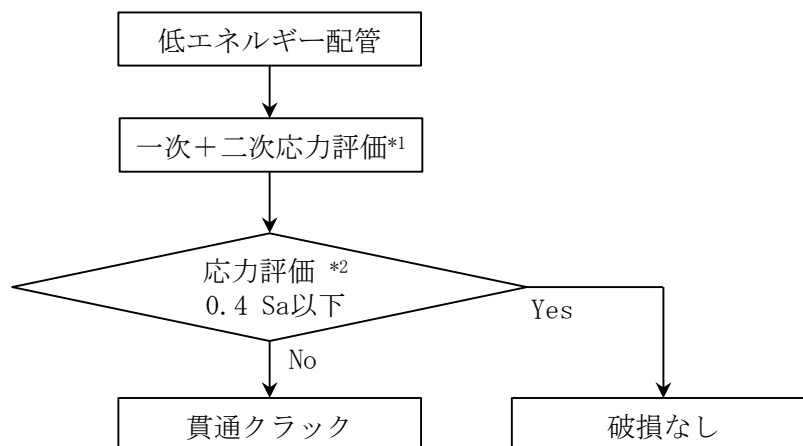 低エネルギー配管
一次＋二次応力評価*1
応力評価 *2
0.4 Sa以下
Yes
No
貫通クラック
破損なし